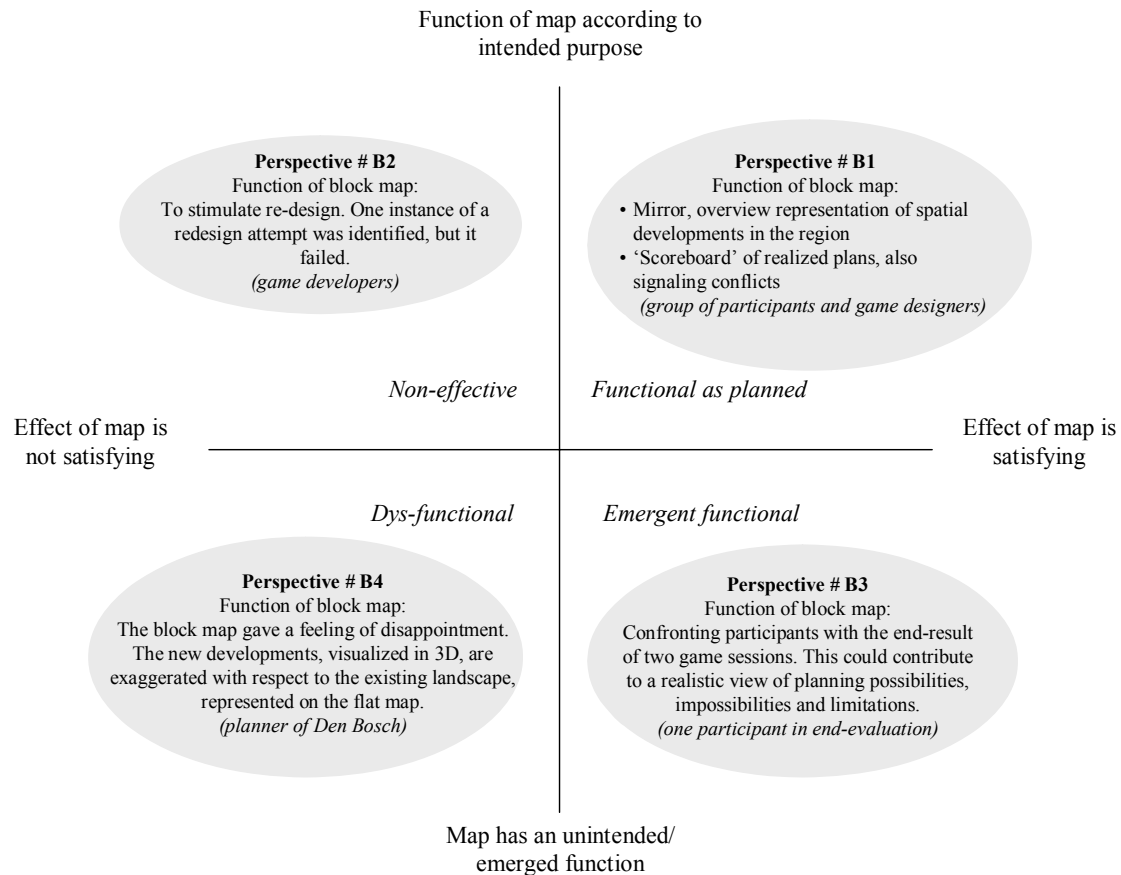 Function of map according to
intended purpose
Perspective # B2
Function of block map:
To stimulate re-design. One instance of a
redesign attempt was identified, but it
failed.
(game developers)
Perspective # B1
Function of block map:
• Mirror, overview representation of spatial
developments in the region
• ‘Scoreboard’ of realized plans, also
signaling conflicts
(group of participants and game designers)
Non-effective
Functional as planned
Effect of map is
not satisfying
Effect of map is
satisfying
Dys-functional
Emergent functional
Perspective # B4
Function of block map:
The block map gave a feeling of disappointment.
The new developments, visualized in 3D, are
exaggerated with respect to the existing landscape,
represented on the flat map.
(planner of Den Bosch)
Perspective # B3
Function of block map:
Confronting participants with the end-result
of two game sessions. This could contribute
to a realistic view of planning possibilities,
impossibilities and limitations.
(one participant in end-evaluation)
Map has an unintended/
emerged function